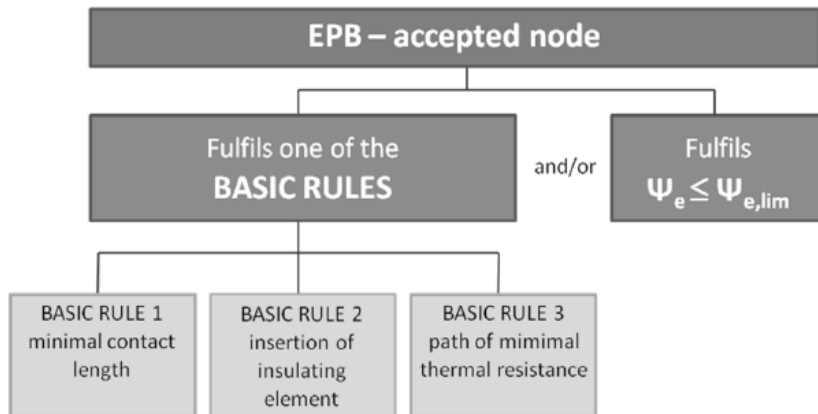 EPB – accepted node
Fulfils one of the
BASIC RULES
and/or
Fulfils
Ψe ≤ Ψe,lim
BASIC RULE 1
minimal contact
length
BASIC RULE 2
insertion of
insulating
element
BASIC RULE 3
path of mimimal
thermal resistance